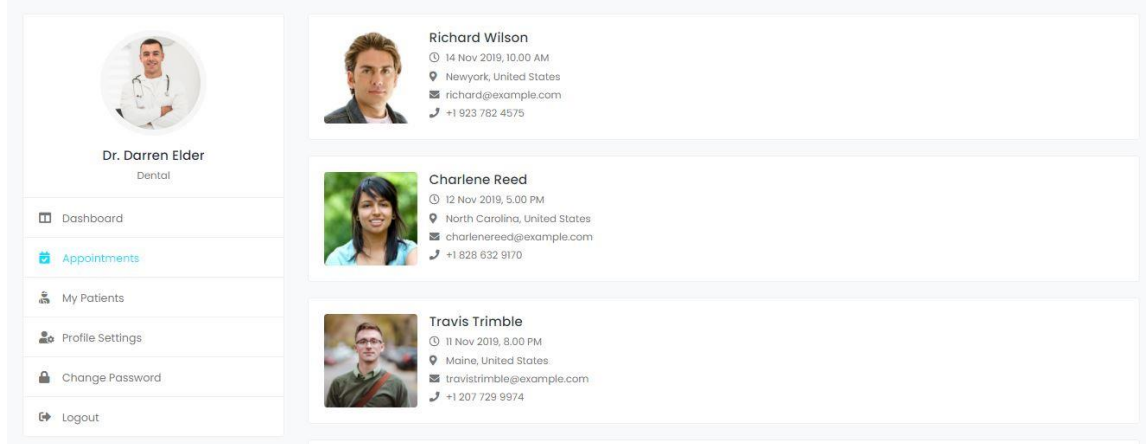 Dr. Darren Elder
Dental
Dashboard
Appointments
My Patients
Profile Settings
Change Password
Logout
Richard Wilson
14 Nov 2019, 10.00 AM
Newyork, United States
richard@example.com
+1 923 782 4575
Charlene Reed
12 Nov 2019, 5.00 PM
North Carolina, United States
charlenereed@example.com
+1 828 632 9170
Travis Trimble
11 Nov 2019, 8.00 PM
Maine, United States
travistrimble@example.com
+1 207 729 9974